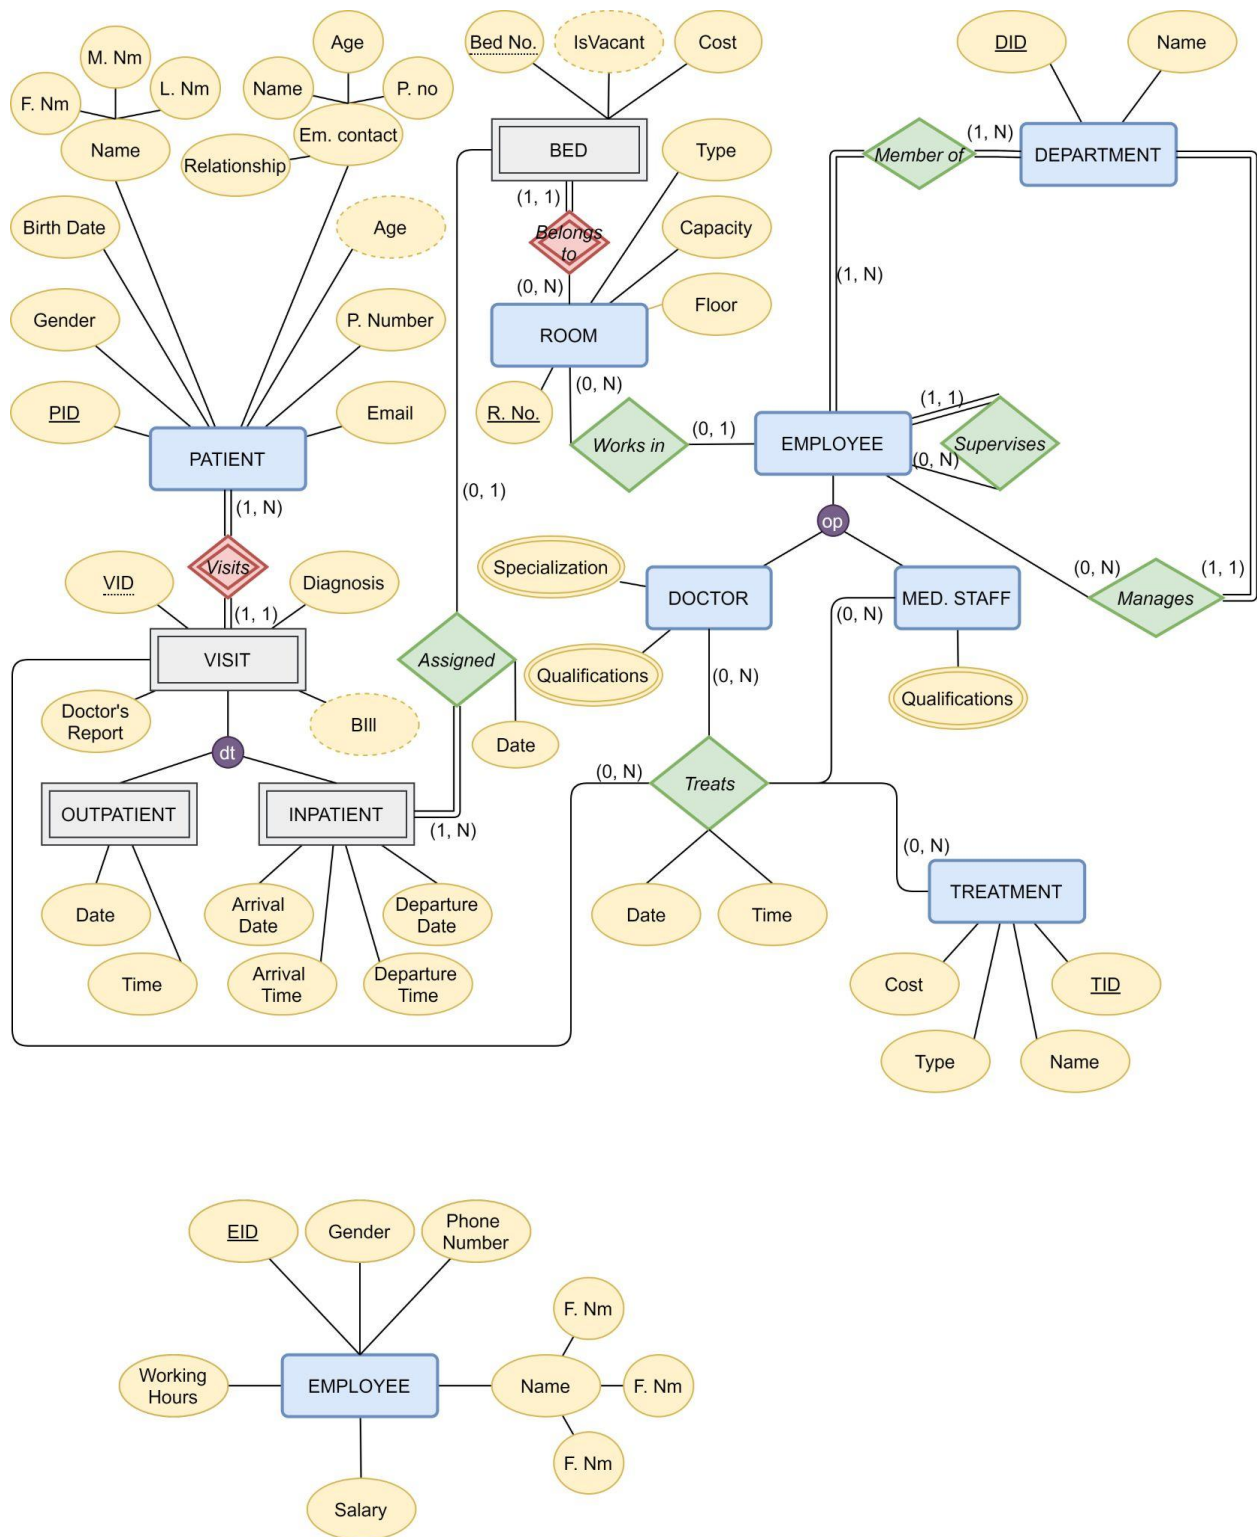 Age
Bed No.
IsVacant
Cost
DID
Name
M. Nm
L. Nm
F. Nm
Name
P. no
Name
Em. contact
Relationship
BED
Type
Member of
(1, N)
DEPARTMENT
(1, 1)
Birth Date
Age
Belongs
to
Capacity
(0, N)
(1, N)
Gender
P. Number
ROOM
Floor
PID
Email
R. No.
(0, N)
(1, 1)
PATIENT
Works in
(0, 1)
EMPLOYEE
(0, N)
Supervises
(1, N)
(0, 1)
op
Visits
VID
Diagnosis
(1, 1)
Specialization
DOCTOR
MED. STAFF
(0, N)
(0, N)
(1, 1)
Manages
VISIT
Assigned
Qualifications
(0, N)
Qualifications
Doctor's
Report
BIll
Date
dt
OUTPATIENT
INPATIENT
(1, N)
(0, N)
Treats
(0, N)
TREATMENT
Date
Arrival
Date
Departure
Date
Date
Time
Time
Arrival
Time
Departure
Time
Cost
TID
Type
Name
EID
Gender
Phone
Number
F. Nm
Working
Hours
EMPLOYEE
Name
F. Nm
F. Nm
Salary